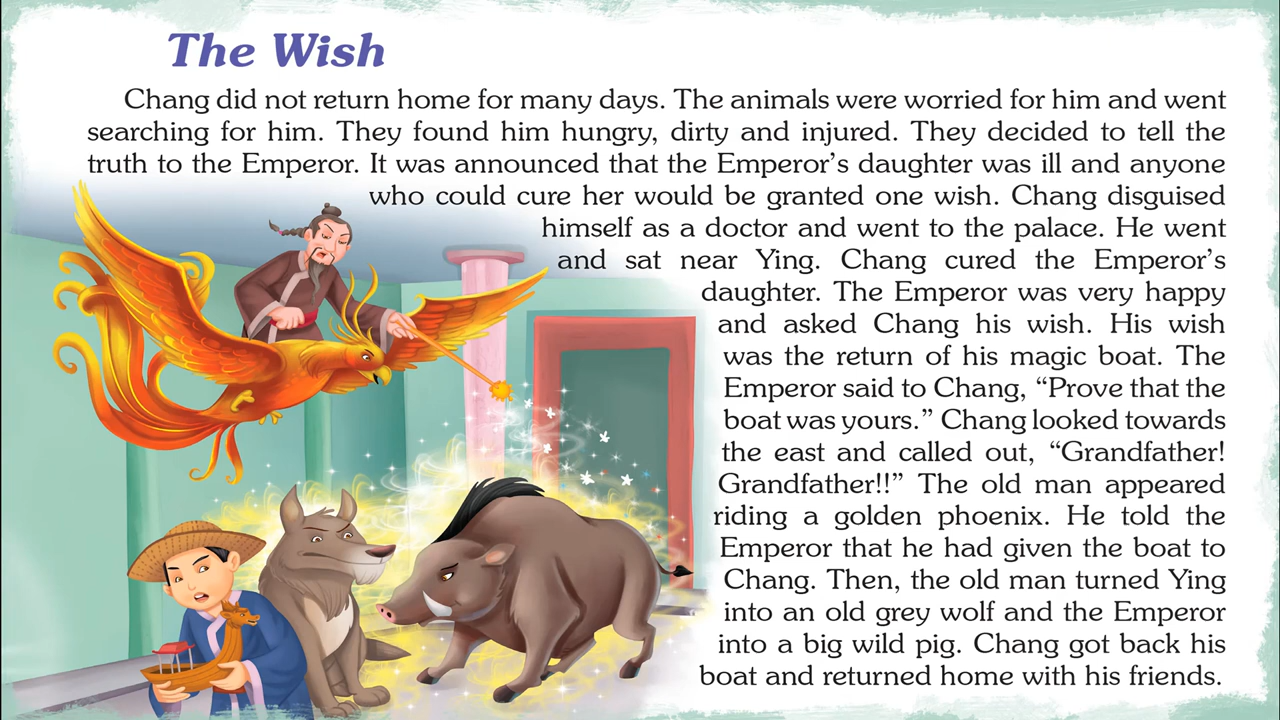 The Wish
Chang did not return home for many days. The animals were worried for him and went
searching for him. They found him hungry, dirty and injured. They decided to tell the
truth to the Emperor. It was announced that the Emperor's daughter was ill and anyone
who could cure her would be granted one wish. Chang disguised
himself as a doctor and went to the palace. He went
and sat near Ying. Chang cured the Emperor's
daughter. The Emperor was very happy
and asked Chang his wish. His wish
was the return of his magic boat. The
Emperor said to Chang, “Prove that the
boat was yours.” Chang looked towards
the east and called out, “Grandfather!
Grandfather!!” The old man appeared
riding a golden phoenix. He told the
Emperor that he had given the boat to
Chang. Then, the old man turned Ying
into an old grey wolf and the Emperor
into a big wild pig. Chang got back his
boat and returned home with his friends.